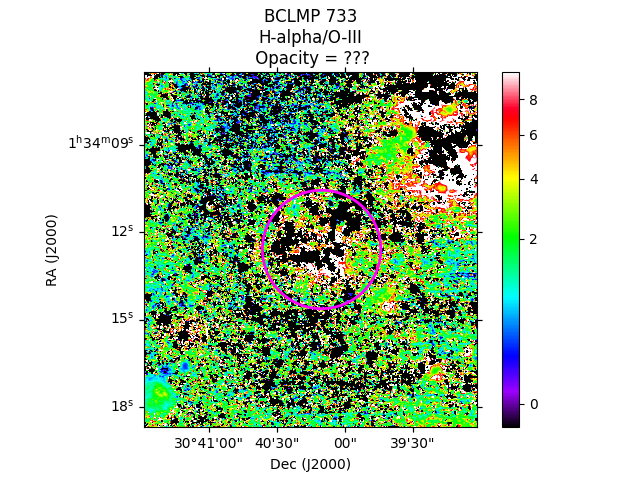 BCLMP 733
H-alpha/O-III
Opacity = ???
RA (J2000)
1h34m09s
12s
15s
18s
30°41'00" 40'30" 00" 39'30"
Dec (J2000)
8
6
4
2
0